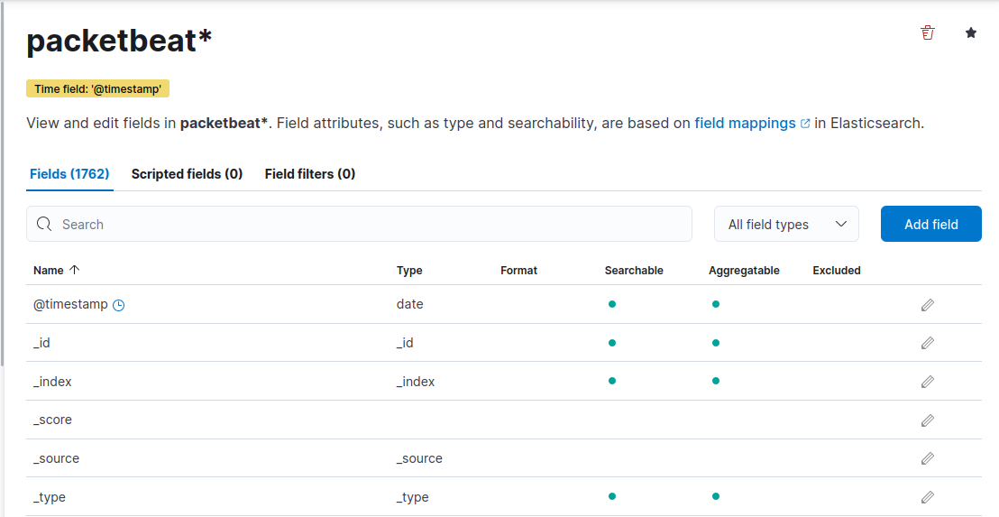 packetbeat*
Time field: '@timestamp'
View and edit fields in packetbeat*. Field attributes, such as type and searchability, are based on field mappings in Elasticsearch.
Fields (1762) Scripted fields (0) Field filters (0)
Search All field types Add field
Name Type Format Searchable Aggregatable Excluded
@timestamp date
_id _id
_index _index
_score
_source _source
_type _type